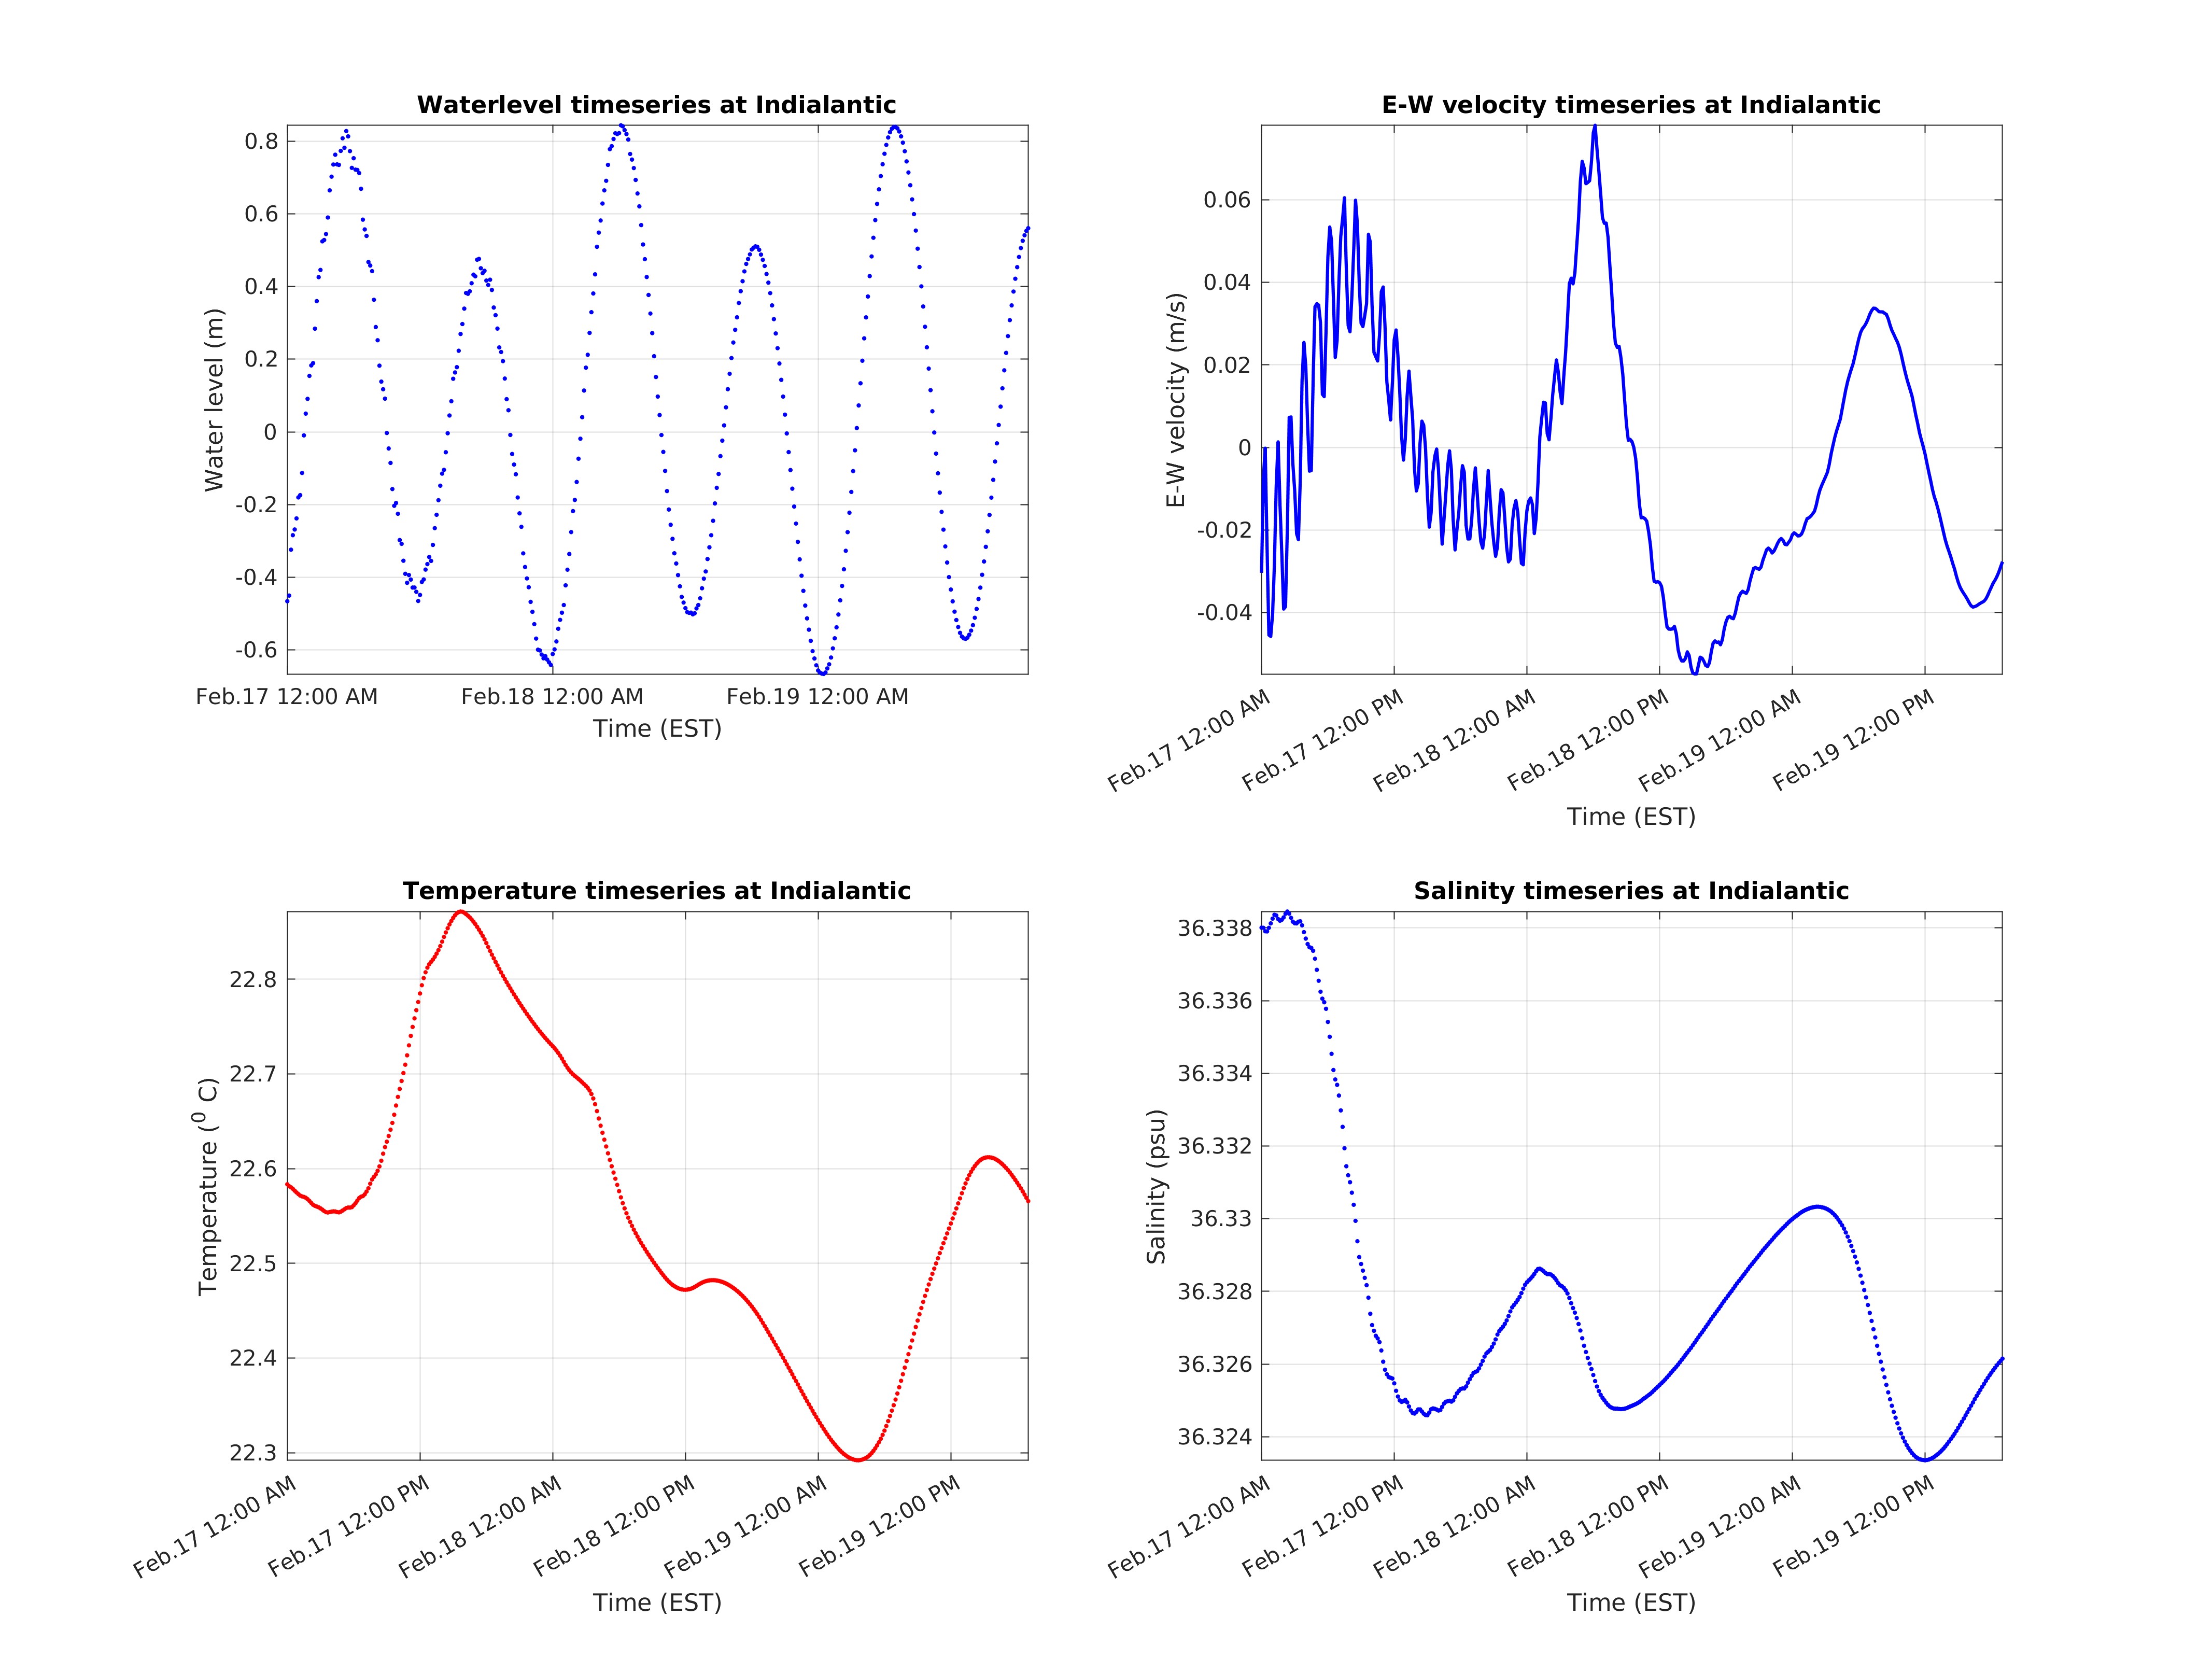 Waterlevel timeseries at Indialantic
0.8
0.6
0.4
0.2
0
-0.2
-0.4
-0.6
Water level (m)
Feb.17 12:00 AM
Feb.18 12:00 AM
Feb.19 12:00 AM
Time (EST)
E-W velocity timeseries at Indialantic
0.06
0.04
0.02
0
-0.02
-0.04
E-W velocity (m/s)
Feb.17 12:00 AM
Feb.17 12:00 PM
Feb.18 12:00 AM
Feb.18 12:00 PM
Feb.19 12:00 AM
Feb.19 12:00 PM
Time (EST)
Temperature timeseries at Indialantic
22.8
22.7
22.6
22.5
22.4
22.3
Temperature (⁰ C)
Feb.17 12:00 AM
Feb.17 12:00 PM
Feb.18 12:00 AM
Feb.18 12:00 PM
Feb.19 12:00 AM
Feb.19 12:00 PM
Time (EST)
Salinity timeseries at Indialantic
36.338
36.336
36.334
36.332
36.33
36.328
36.326
36.324
Salinity (psu)
Feb.17 12:00 AM
Feb.17 12:00 PM
Feb.18 12:00 AM
Feb.18 12:00 PM
Feb.19 12:00 AM
Feb.19 12:00 PM
Time (EST)